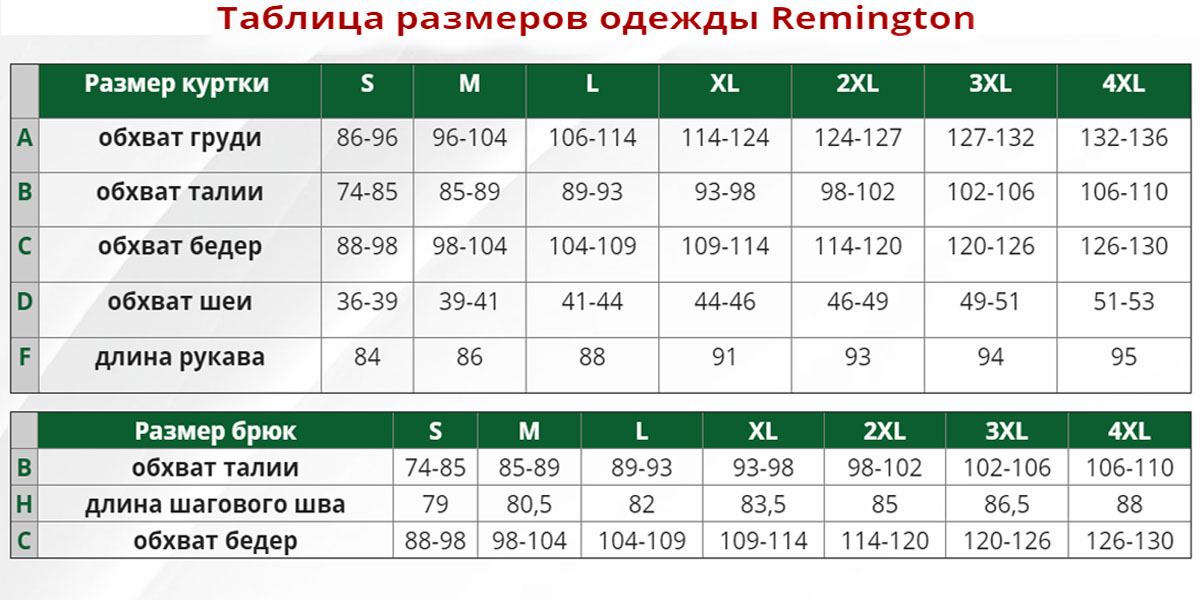 Таблица размеров одежды Remington
Размер куртки S M L XL 2XL 3XL 4XL
A обхват груди 86-96 96-104 106-114 114-124 124-127 127-132 132-136
B обхват талии 74-85 85-89 89-93 93-98 98-102 102-106 106-110
C обхват бедер 88-98 98-104 104-109 109-114 114-120 120-126 126-130
D обхват шеи 36-39 39-41 41-44 44-46 46-49 49-51 51-53
F длина рукава 84 86 88 91 93 94 95
Размер брюк S M L XL 2XL 3XL 4XL
B обхват талии 74-85 85-89 89-93 93-98 98-102 102-106 106-110
H длина шагового шва 79 80,5 82 83,5 85 86,5 88
C обхват бедер 88-98 98-104 104-109 109-114 114-120 120-126 126-130